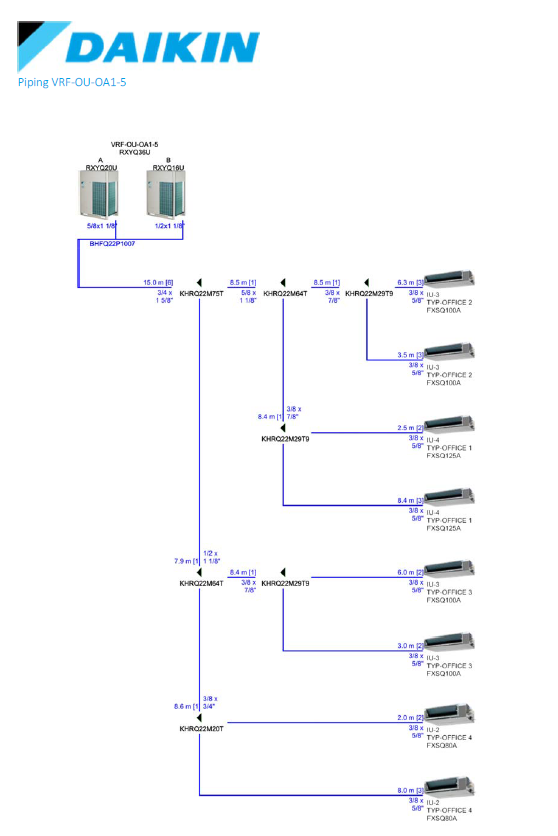 DAIKIN
Piping VRF-OU-OA1-5
VRF-OU-OA1-5
RXYQ36U
A
RXYQ20U
B
RXYQ16U
5/8x1 1/8"
1/2x1 1/8"
BHFQ22P1007
15.0 m [6]
3/4 x
1 5/8"
KHRQ22M75T
8.5 m [1]
5/8 x
1 1/8"
KHRQ22M64T
8.5 m [1]
3/8 x
7/8"
KHRQ22M29T9
6.3 m [3]
3/8 x
5/8"
IU-3
TYP-OFFICE 2
FXSQ100A
3.5 m [3]
3/8 x
5/8"
IU-3
TYP-OFFICE 2
FXSQ100A
8.4 m [1]
3/8 x
7/8"
KHRQ22M29T9
2.5 m [2]
3/8 x
5/8"
IU-4
TYP-OFFICE 1
FXSQ125A
8.4 m [3]
3/8 x
5/8"
IU-4
TYP-OFFICE 1
FXSQ125A
7.9 m [1]
1/2 x
1 1/8"
KHRQ22M64T
8.4 m [1]
3/8 x
7/8"
KHRQ22M29T9
6.0 m [2]
3/8 x
5/8"
IU-3
TYP-OFFICE 3
FXSQ100A
3.0 m [2]
3/8 x
5/8"
IU-3
TYP-OFFICE 3
FXSQ100A
8.6 m [1]
3/8 x
3/4"
KHRQ22M20T
2.0 m [2]
3/8 x
5/8"
IU-2
TYP-OFFICE 4
FXSQ80A
8.0 m [3]
3/8 x
5/8"
IU-2
TYP-OFFICE 4
FXSQ80A